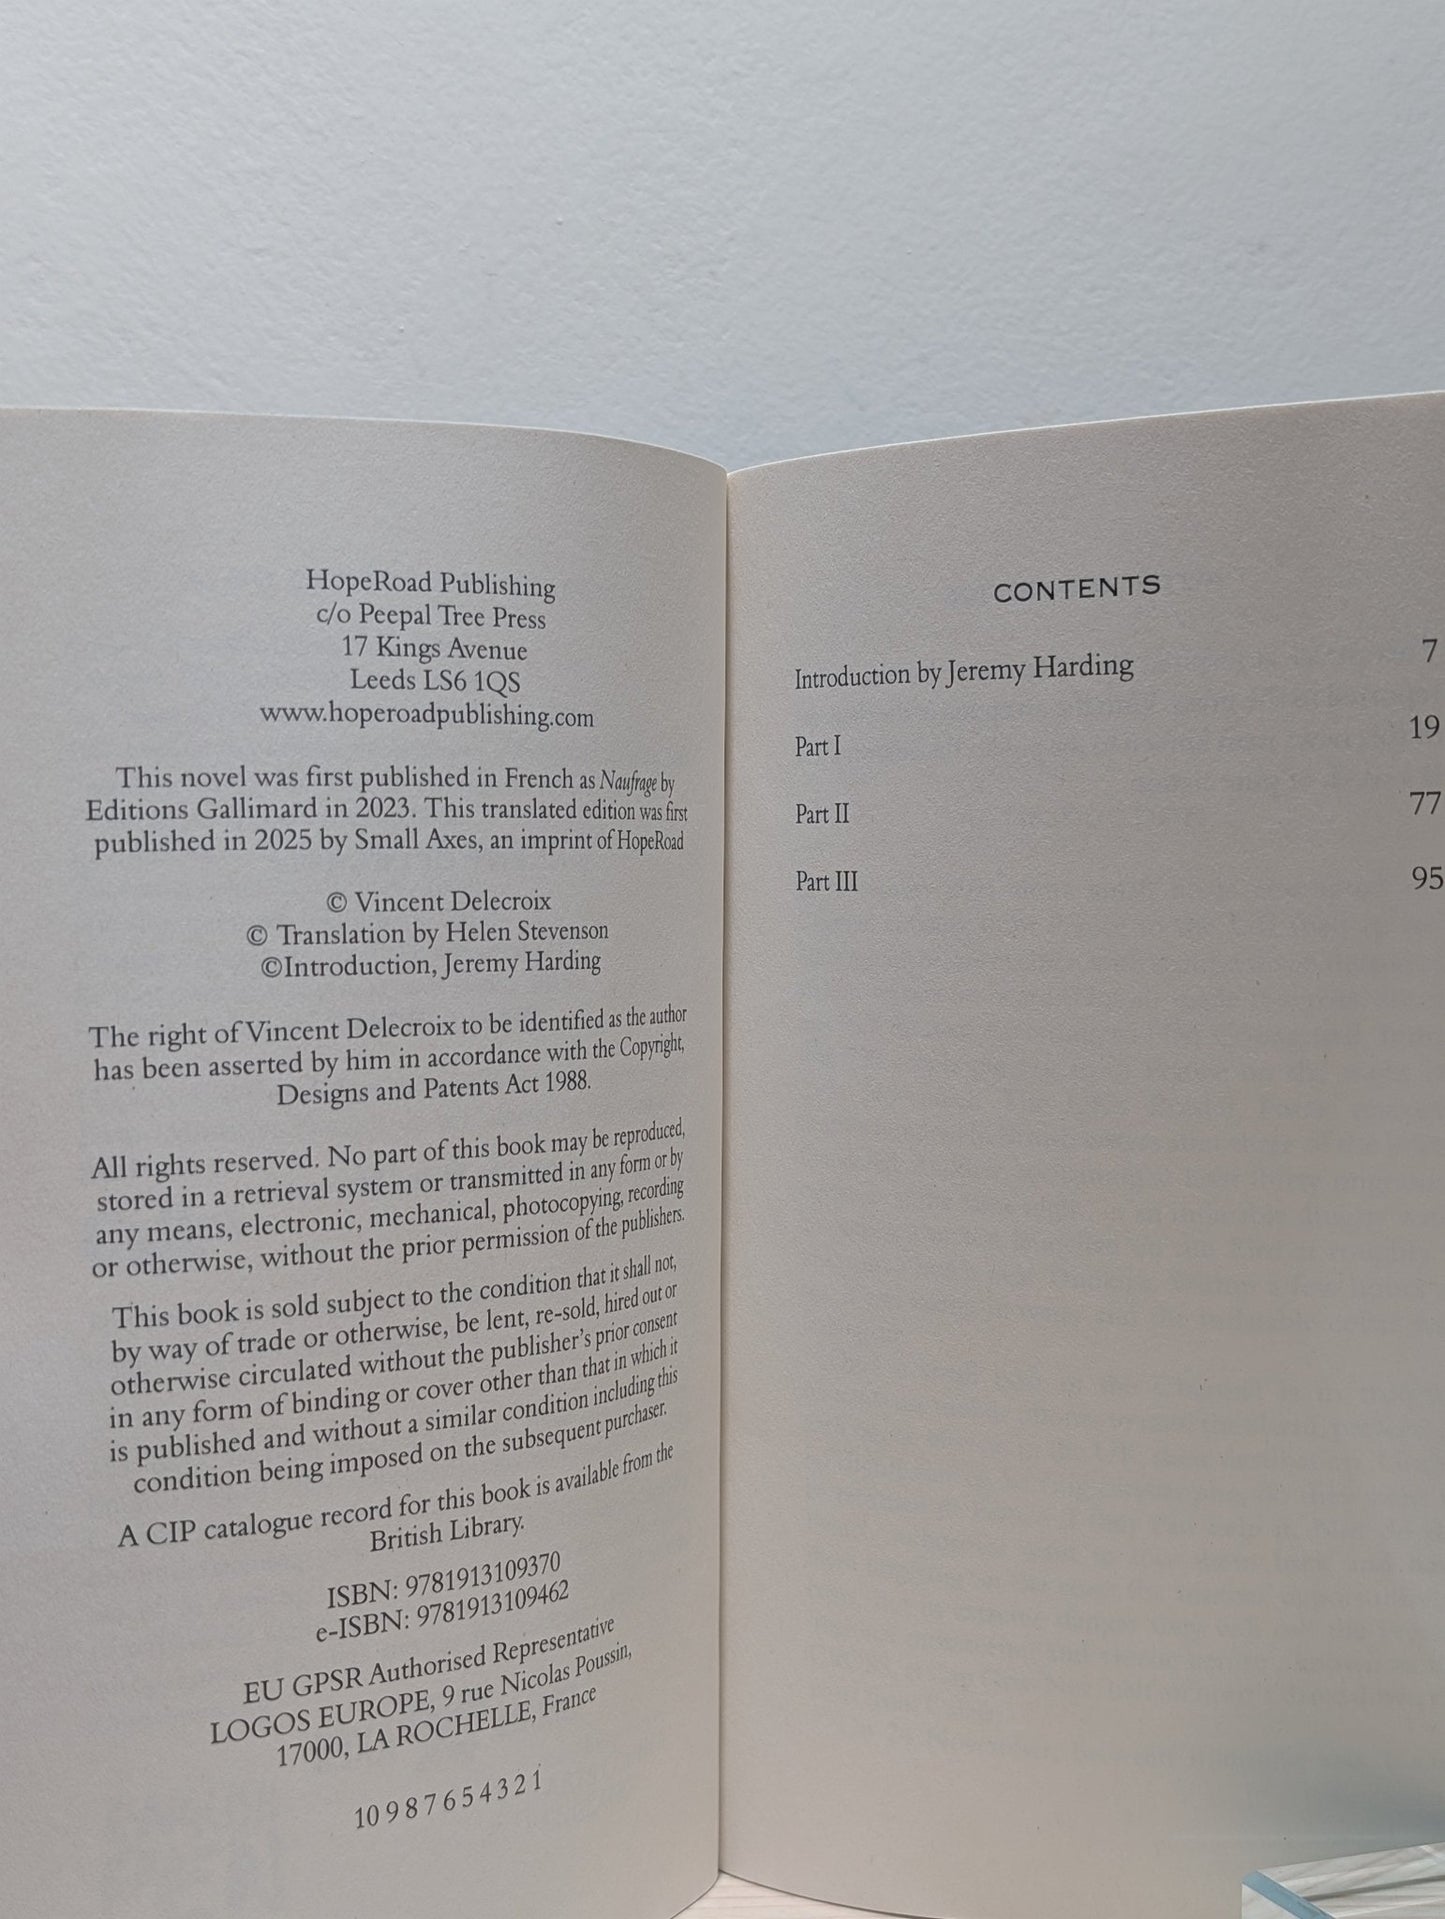 HopeRoad Publishing
c/o Peepal Tree Press
17 Kings Avenue
Leeds LS6 1QS
www.hoperoadpublishing.com
This novel was first published in French as Naufrage by
Editions Gallimard in 2023. This translated edition was first
published in 2025 by Small Axes, an imprint of HopeRoad
© Vincent Delecroix
© Translation by Helen Stevenson
©Introduction, Jeremy Harding
The right of Vincent Delecroix to be identified as the author
has been asserted by him in accordance with the Copyright,
Designs and Patents Act 1988.
All rights reserved. No part of this book may be reproduced,
stored in a retrieval system or transmitted in any form or by
any means, electronic, mechanical, photocopying, recording
or otherwise, without the prior permission of the publishers.
This book is sold subject to the condition that it shall not,
by way of trade or otherwise, be lent, re-sold, hired out or
otherwise circulated without the publisher's prior consent
in any form of binding or cover other than that in which it
is published and without a similar condition including this
condition being imposed on the subsequent purchaser.
A CIP catalogue record for this book is available from the
British Library.
ISBN: 9781913109370
e-ISBN: 9781913109462
EU GPSR Authorised Representative
LOGOS EUROPE, 9 rue Nicolas Poussin,
17000, LA ROCHELLE, France
10 9 8 7 6 5 4 3 2 1
CONTENTS
Introduction by Jeremy Harding 7
Part I 19
Part II 77
Part III 95